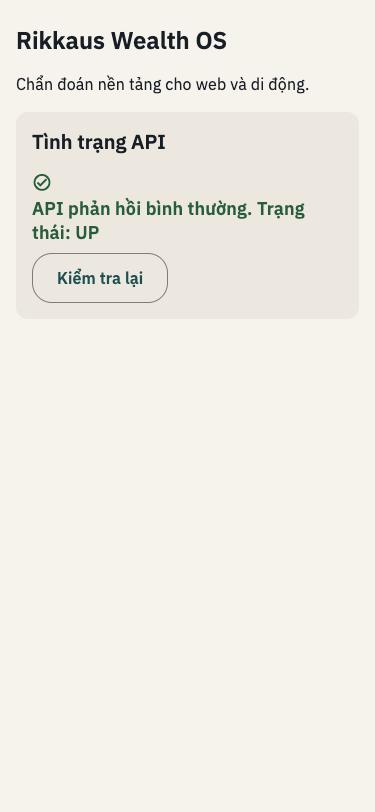 Rikkaus Wealth OS
Chẩn đoán nền tảng cho web và di động.
Tình trạng API
API phản hồi bình thường. Trạng
thái: UP
Kiểm tra lại